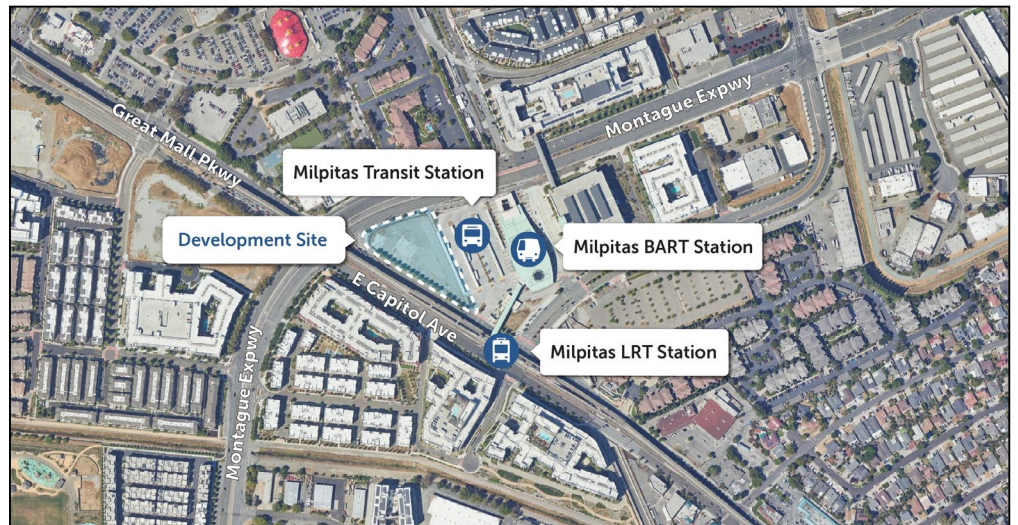 Montague Expwy
Great Mall Pkwy
Milpitas Transit Station
Development Site
Milpitas BART Station
E Capitol Ave
Milpitas LRT Station
Montague Expwy